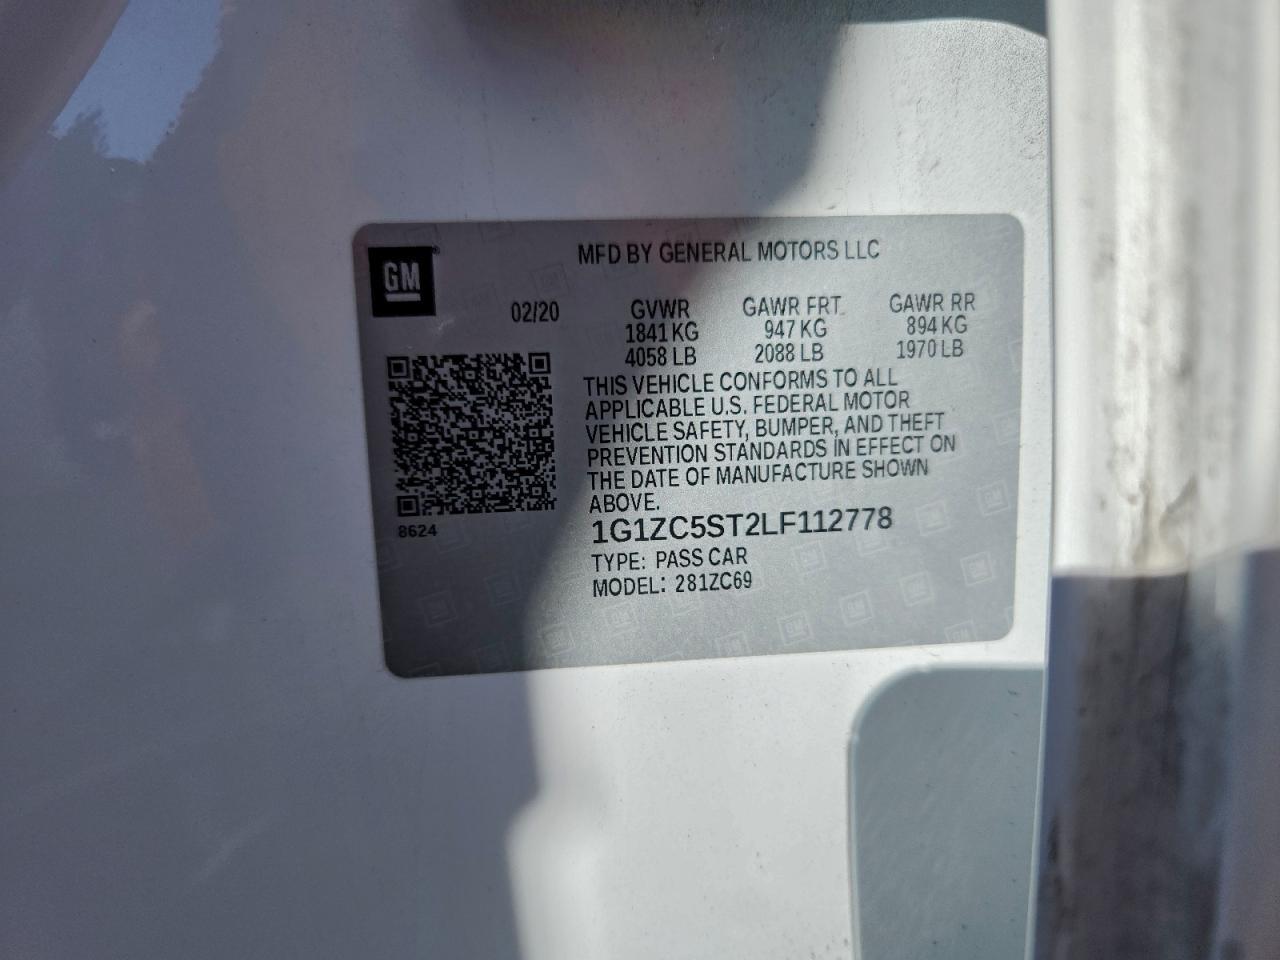 GM
MFD BY GENERAL MOTORS LLC
02/20 GVWR GAWR FRT. GAWR RR
1841 KG 947 KG 894 KG
4058 LB 2088 LB 1970 LB
THIS VEHICLE CONFORMS TO ALL
APPLICABLE U.S. FEDERAL MOTOR
VEHICLE SAFETY, BUMPER, AND THEFT
PREVENTION STANDARDS IN EFFECT ON
THE DATE OF MANUFACTURE SHOWN
ABOVE.
8624
1G1ZC5ST2LF112778
TYPE: PASS CAR
MODEL: 281ZC69